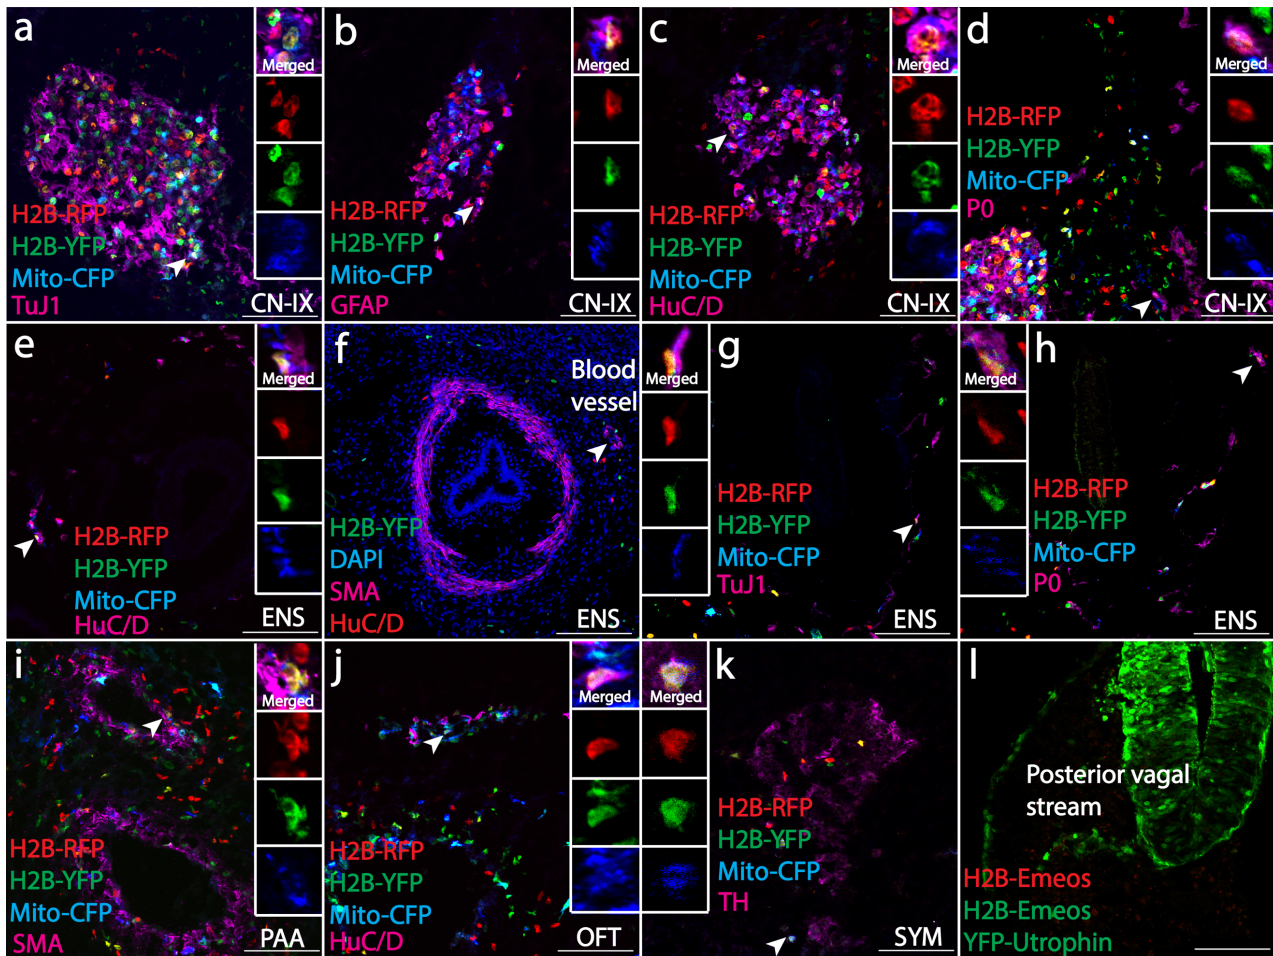 a
Merged
H2B-RFP
H2B-YFP
Mito-CFP
TuJ1
CN-IX
b
Merged
H2B-RFP
H2B-YFP
Mito-CFP
GFAP
CN-IX
c
Merged
H2B-RFP
H2B-YFP
Mito-CFP
HuC/D
CN-IX
d
Merged
H2B-RFP
H2B-YFP
Mito-CFP
P0
CN-IX
e
Merged
H2B-RFP
H2B-YFP
Mito-CFP
HuC/D
ENS
f
Blood
vessel
H2B-YFP
DAPI
SMA
HuC/D
ENS
Merged
g
H2B-RFP
H2B-YFP
Mito-CFP
TuJ1
ENS
Merged
h
H2B-RFP
H2B-YFP
Mito-CFP
P0
ENS
i
Merged
H2B-RFP
H2B-YFP
Mito-CFP
SMA
PAA
j
Merged
H2B-RFP
H2B-YFP
Mito-CFP
HuC/D
OFT
Merged
k
H2B-RFP
H2B-YFP
Mito-CFP
TH
SYM
l
Posterior vagal
stream
H2B-Emeos
H2B-Emeos
YFP-Utrophin